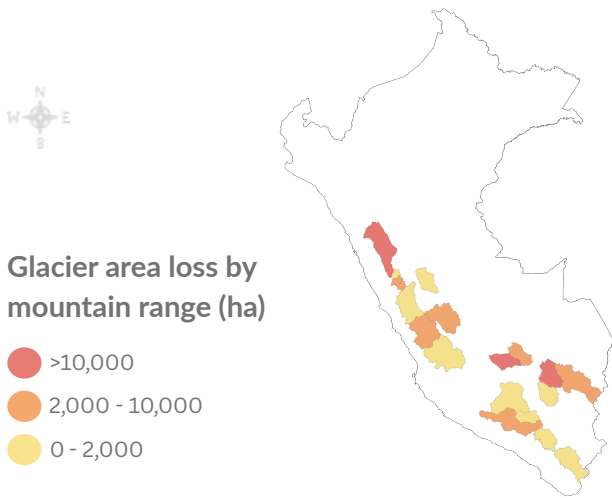 N
W E
S
Glacier area loss by
mountain range (ha)
>10,000
2,000 - 10,000
0 - 2,000